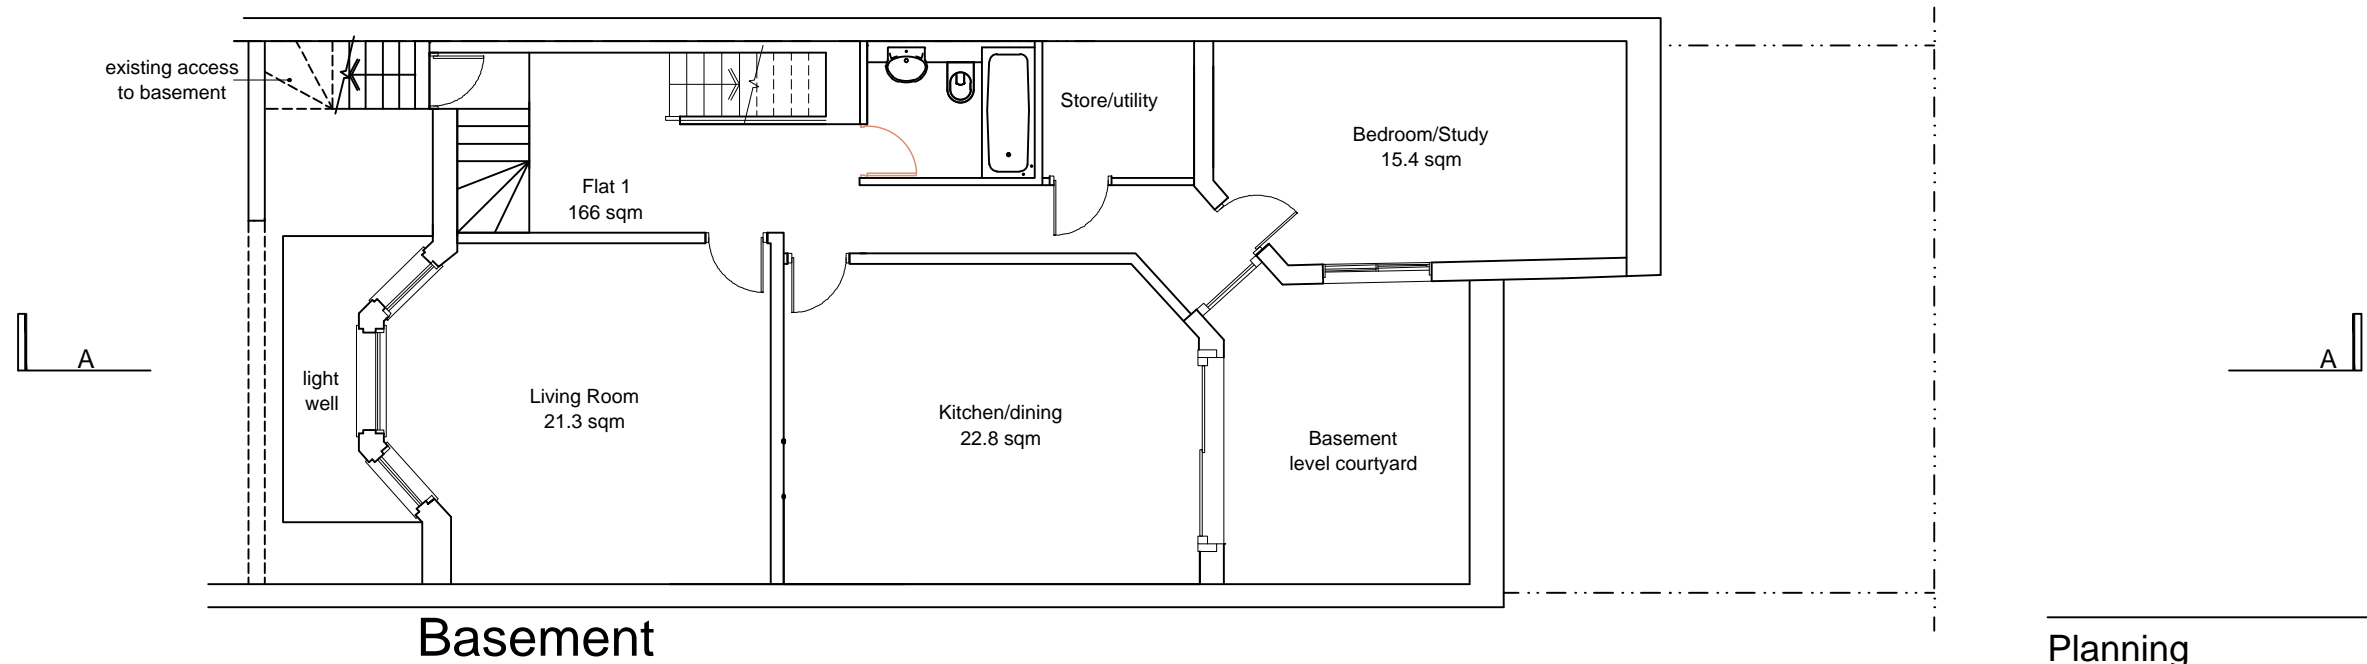 existing access
to basement
Store/utility
Bedroom/Study
15.4 sqm
Flat 1
166 sqm
A
A
light
well
Living Room
21.3 sqm
Kitchen/dining
22.8 sqm
Basement
level courtyard
Basement
Planning